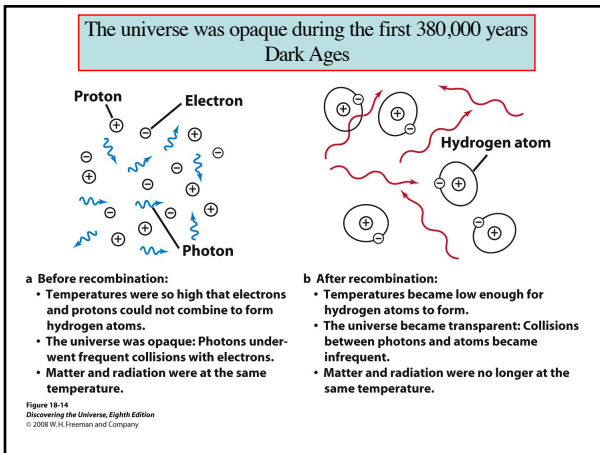 The universe was opaque during the first 380,000 years
Dark Ages
Proton
Electron
Photon
Hydrogen atom
a Before recombination:
• Temperatures were so high that electrons
and protons could not combine to form
hydrogen atoms.
• The universe was opaque: Photons under-
went frequent collisions with electrons.
• Matter and radiation were at the same
temperature.
b After recombination:
• Temperatures became low enough for
hydrogen atoms to form.
• The universe became transparent: Collisions
between photons and atoms became
infrequent.
• Matter and radiation were no longer at the
same temperature.
Figure 18-14
Discovering the Universe, Eighth Edition
© 2008 W. H. Freeman and Company